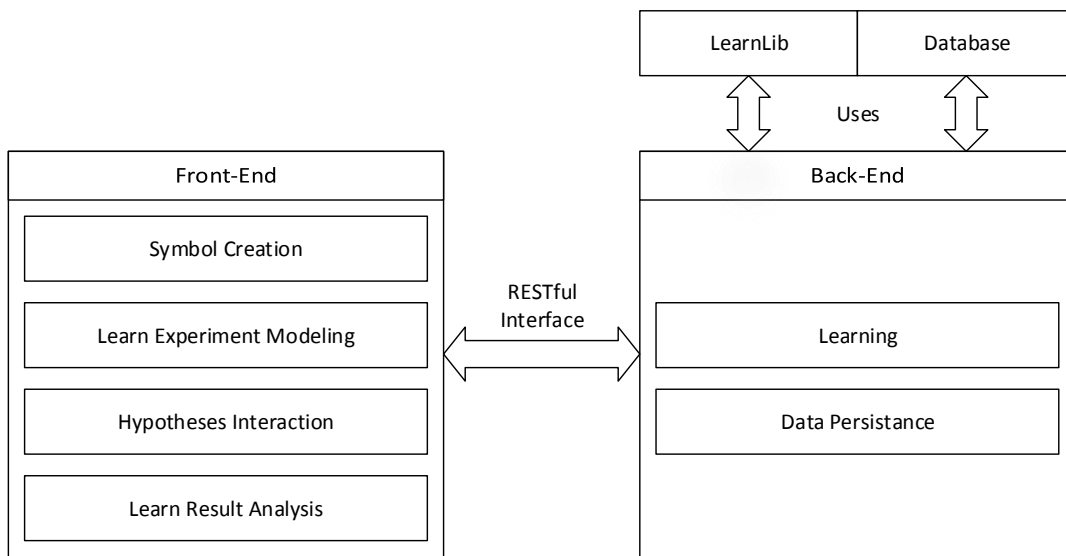 LearnLib
Database
Uses
Front-End
Back-End
Symbol Creation
RESTful
Interface
Learn Experiment Modeling
Learning
Hypotheses Interaction
Data Persistance
Learn Result Analysis